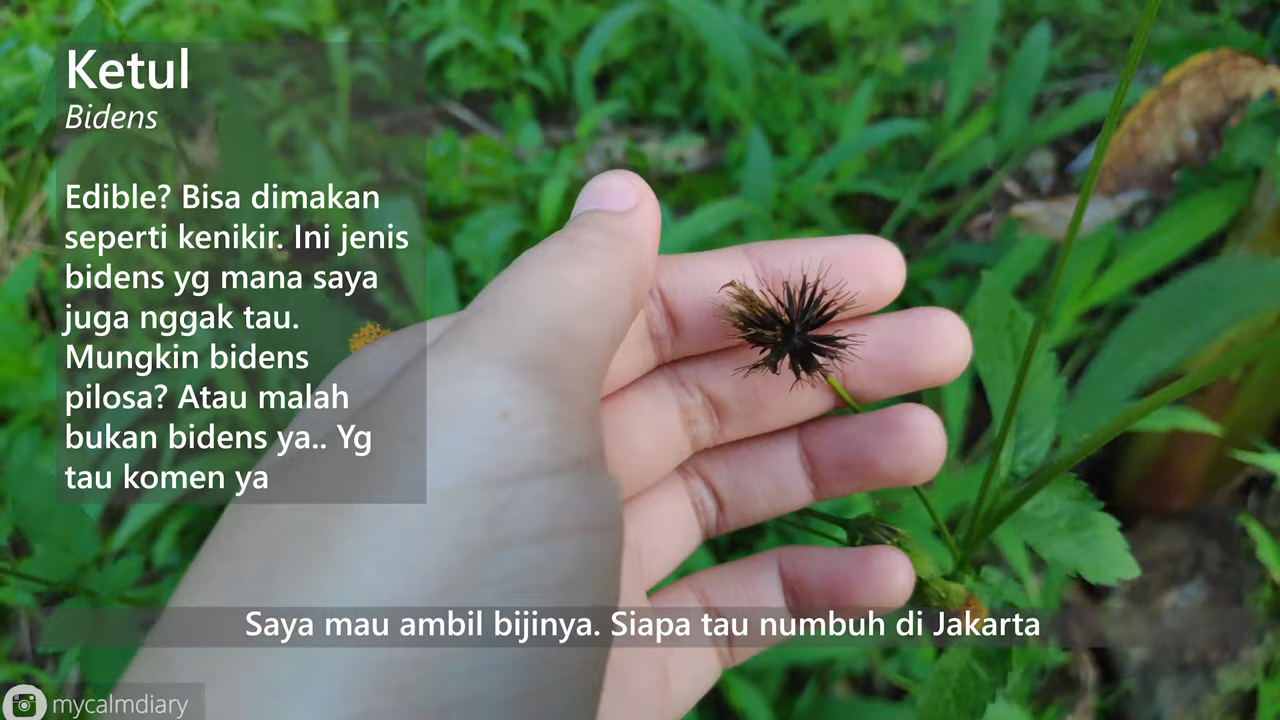 Ketul
Bidens
Edible? Bisa dimakan
seperti kenikir. Ini jenis
bidens yg mana saya
juga nggak tau.
Mungkin bidens
pilosa? Atau malah
bukan bidens ya.. Yg
tau komen ya
Saya mau ambil bijinya. Siapa tau numbuh di Jakarta
mycalmdiary